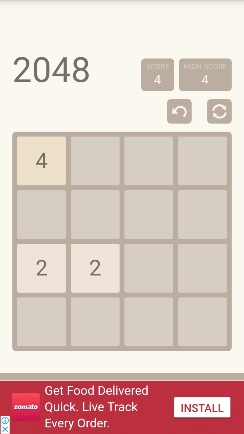 2048
SCORE
4
HIGH SCORE
4
4
2 2
zomato
Get Food Delivered
Quick. Live Track
Every Order.
INSTALL